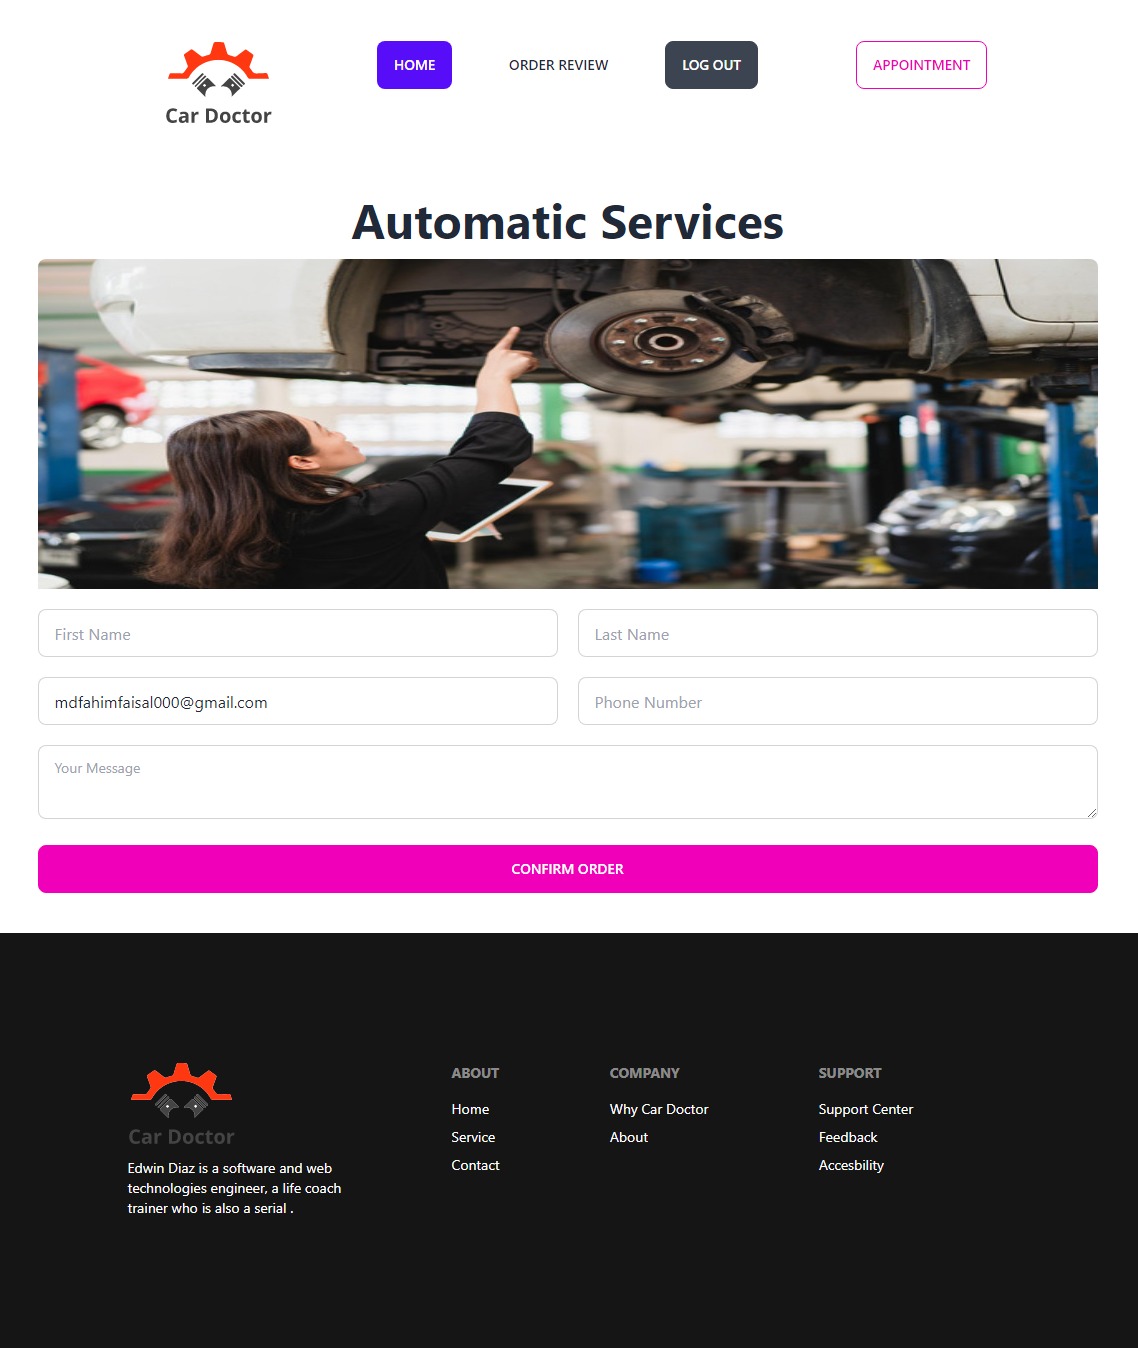 Car Doctor
HOME
ORDER REVIEW
LOG OUT
APPOINTMENT
Automatic Services
First Name
Last Name
mdfahimfaisal000@gmail.com
Phone Number
Your Message
CONFIRM ORDER
Car Doctor
Edwin Diaz is a software and web
technologies engineer, a life coach
trainer who is also a serial .
ABOUT
Home
Service
Contact
COMPANY
Why Car Doctor
About
SUPPORT
Support Center
Feedback
Accesbility